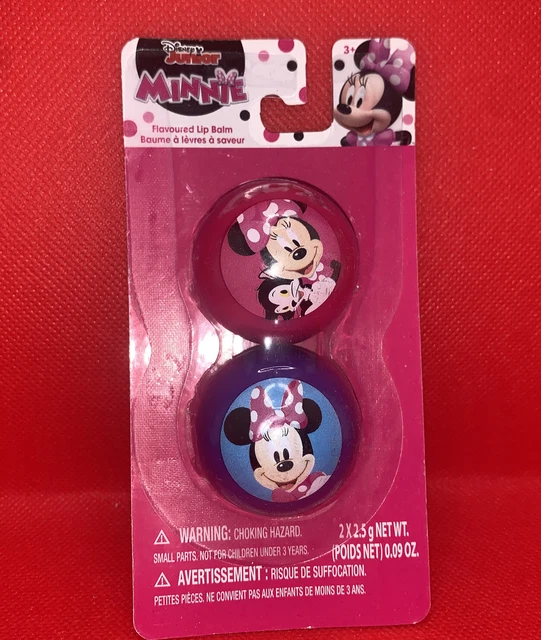 Disney
Junior
MINNIE
3+
Flavoured Lip Balm
Baume à lèvres à saveur
⚠ WARNING: CHOKING HAZARD.
SMALL PARTS. NOT FOR CHILDREN UNDER 3 YEARS.
2 X 2.5 g NET WT.
(POIDS NET) 0.09 OZ.
⚠ AVERTISSEMENT : RISQUE DE SUFFOCATION.
PETITES PIÈCES. NE CONVIENT PAS AUX ENFANTS DE MOINS DE 3 ANS.